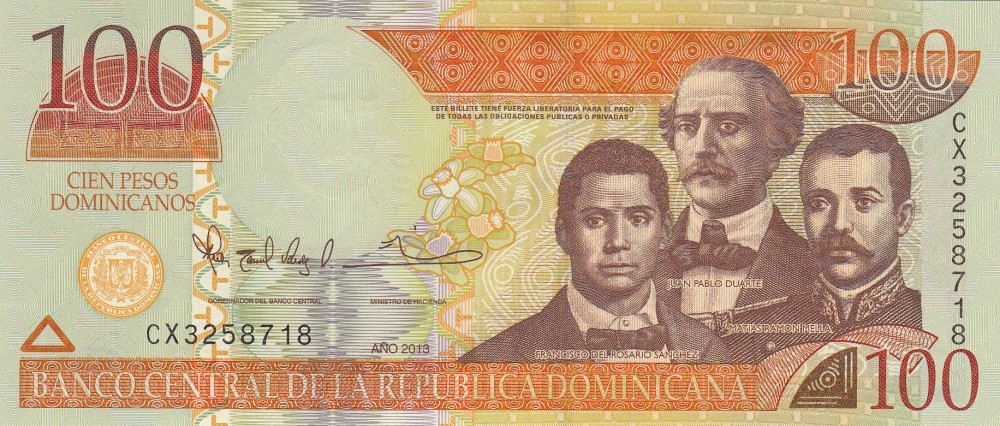 100
100
ESTE BILLETE TIENE FUERZA LIBERATORIA PARA EL PAGO
DE TODAS LAS OBLIGACIONES PUBLICAS O PRIVADAS
CIEN PESOS
DOMINICANOS
BANCO CENTRAL
GOBERNADOR DEL BANCO CENTRAL
MINISTRO DE HACIENDA
CX3258718
AÑO 2013
JUAN PABLO DUARTE
MATIAS RAMON MELLA
FRANCISCO DEL ROSARIO SANCHEZ
CX3258718
BANCO CENTRAL DE LA REPUBLICA DOMINICANA
100